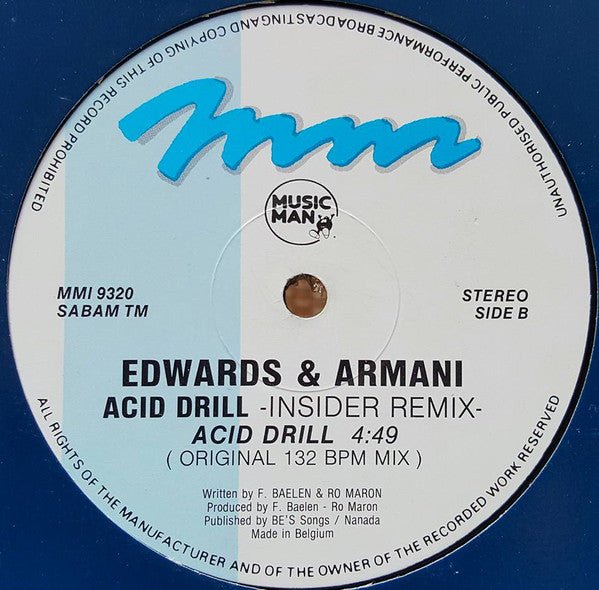 UNAUTHORISED PUBLIC PERFORMANCE BROADCASTING AND COPYING OF THIS RECORD PROHIBITED
mm
MUSIC
MAN
MMI 9320
SABAM TM
STEREO
SIDE B
EDWARDS & ARMANI
ACID DRILL -INSIDER REMIX-
ACID DRILL 4:49
( ORIGINAL 132 BPM MIX )
Written by F. BAELEN & RO MARON
Produced by F. Baelen - Ro Maron
Published by BE'S Songs / Nanada
Made in Belgium
ALL RIGHTS OF THE MANUFACTURER AND OF THE OWNER OF THE RECORDED WORK RESERVED